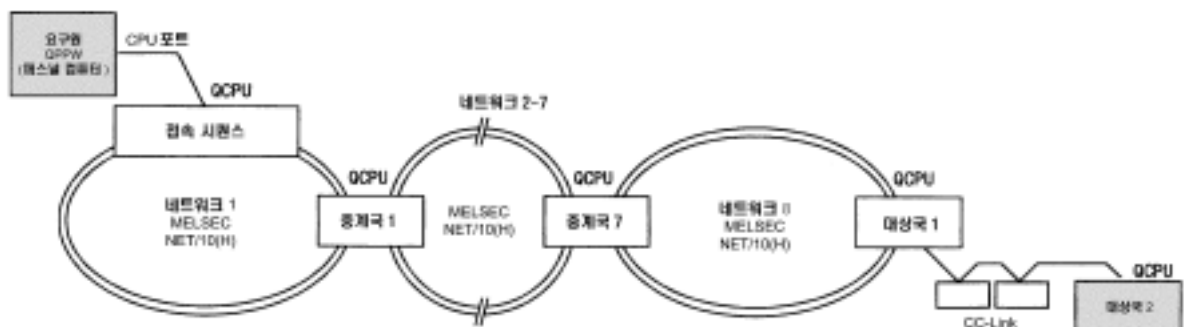 요구원
QPPW
(퍼스널 컴퓨터)
CPU 포트
QCPU
접속 시퀀스
네트워크 1
MELSEC
NET/10(H)
QCPU
중계국 1
네트워크 2-7
MELSEC
NET/10(H)
QCPU
중계국 7
네트워크 8
MELSEC
NET/10(H)
QCPU
대상국 1
CC-Link
QCPU
대상국 2